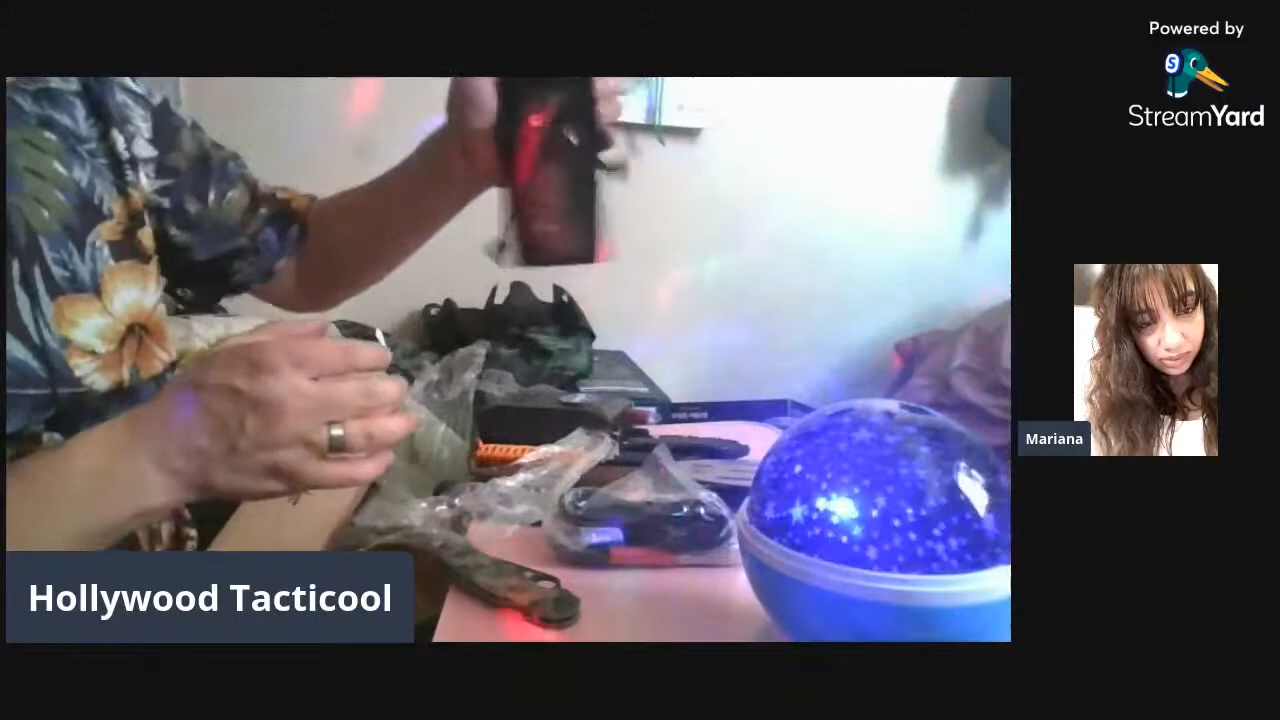 Powered by
S
StreamYard
Mariana
Hollywood Tacticool